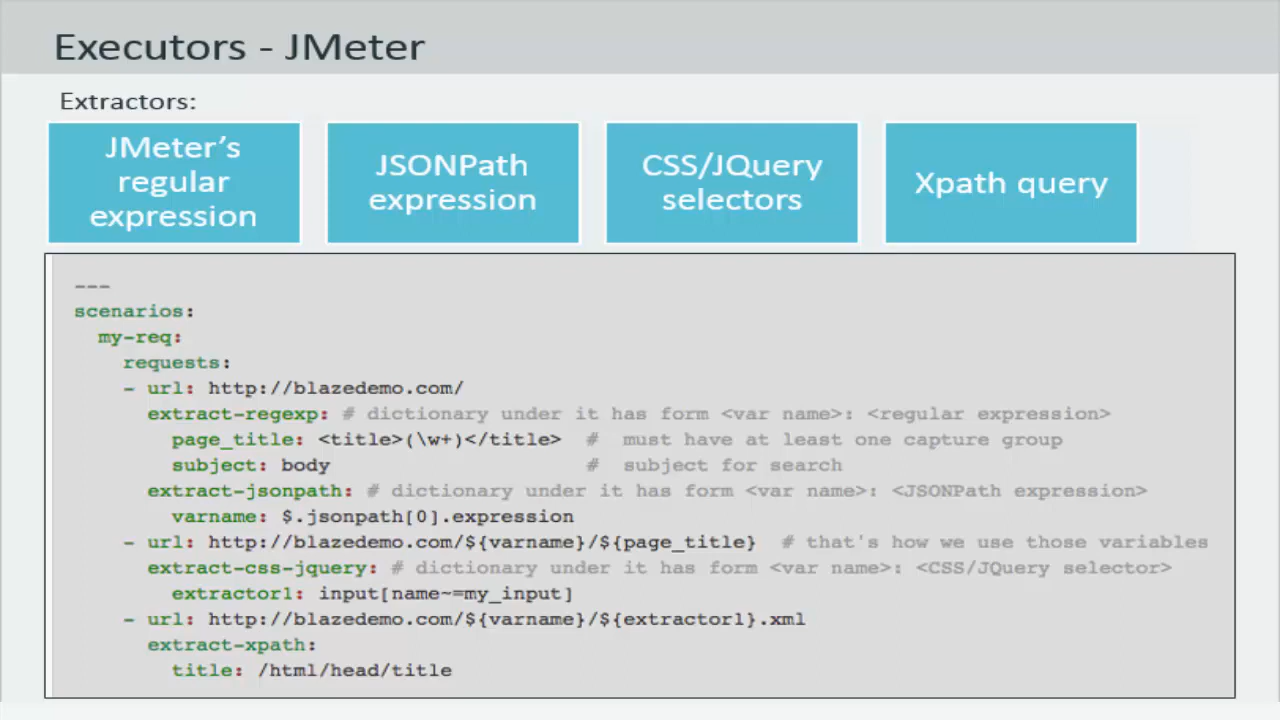 Executors - JMeter
Extractors:
JMeter's
regular
expression
JSONPath
expression
CSS/JQuery
selectors
Xpath query
---
scenarios:
  my-req:
    requests:
    - url: http://blazedemo.com/
      extract-regexp: # dictionary under it has form <var name>: <regular expression>
        page_title: <title>(\w+)</title>  #  must have at least one capture group
        subject: body                     #  subject for search
      extract-jsonpath: # dictionary under it has form <var name>: <JSONPath expression>
        varname: $.jsonpath[0].expression
    - url: http://blazedemo.com/${varname}/${page_title}  # that's how we use those variables
      extract-css-jquery: # dictionary under it has form <var name>: <CSS/JQuery selector>
        extractor1: input[name~=my_input]
    - url: http://blazedemo.com/${varname}/${extractor1}.xml
      extract-xpath:
        title: /html/head/title